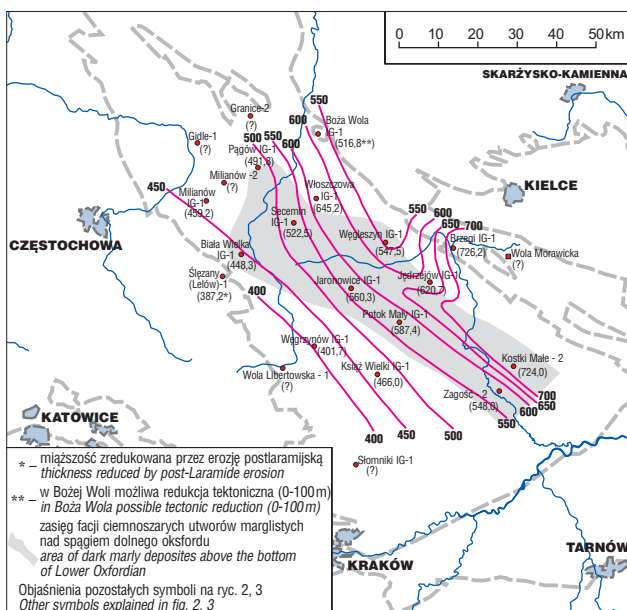 0 10 20 30 40 50 km
SKARŻYSKO-KAMIENNA
Granice-2
(?)
550
600
Boża Wola
IG-1
(516,8**)
Gidle-1
(?)
500
550
600
Pągów IG-1
(491,8)
Milianów -2
(?)
KIELCE
450
Milianów
IG-1
(459,2)
Włoszczowa
IG-1
(645,2)
CZĘSTOCHOWA
Secemin
IG-1
(522,5)
550
600
650
700
Węgleszyn IG-1
(547,5)
Brzegi IG-1
(726,2)
Biała Wielka
IG-1
(448,3)
Wola Morawicka
(?)
Ślęzany
(Lelów)-1
(387,2*)
Jaronowice IG-1
(560,3)
Jędrzejów IG-1
(620,7)
400
Potok Mały IG-1
(587,4)
Węgrzynów IG-1
(401,7)
Książ Wielki IG-1
(466,0)
Kostki Małe - 2
(724,0)
Wola Libertowska - 1
(?)
Zagość - 2
(548,0)
700
650
600
550
KATOWICE
400
450
500
Słomniki IG-1
(?)
* – miąższość zredukowana przez erozję postlaramijską
thickness reduced by post-Laramide erosion
** – w Bożej Woli możliwa redukcja tektoniczna (0-100m)
in Boża Wola possible tectonic reduction (0-100m)
zasięg facji ciemnoszarych utworów marglistych
nad spągiem dolnego oksfordu
area of dark marly deposites above the bottom
of Lower Oxfordian
Objaśnienia pozostałych symboli na ryc. 2, 3
Other symbols explained in fig. 2, 3
KRAKÓW
TARNÓW